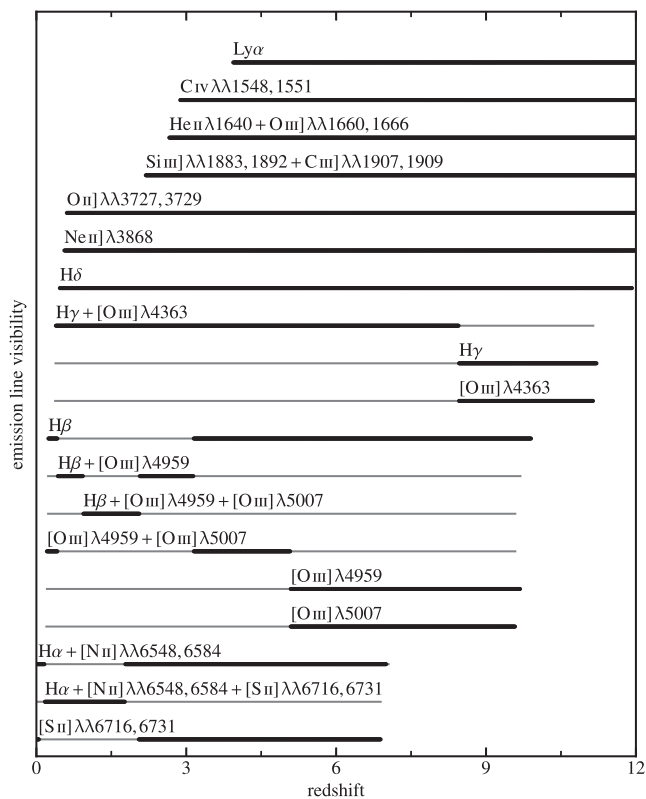 Lyα
C IV λλ1548, 1551
He II λ1640 + O III] λλ1660, 1666
Si III] λλ1883, 1892 + C III] λλ1907, 1909
O II] λλ3727, 3729
Ne II] λ3868
Hδ
Hγ + [O III] λ4363
Hγ
[O III] λ4363
Hβ
Hβ + [O III] λ4959
Hβ + [O III] λ4959 + [O III] λ5007
[O III] λ4959 + [O III] λ5007
[O III] λ4959
[O III] λ5007
Hα + [N II] λλ6548, 6584
Hα + [N II] λλ6548, 6584 + [S II] λλ6716, 6731
[S II] λλ6716, 6731
emission line visibility
0 3 6 9 12
redshift